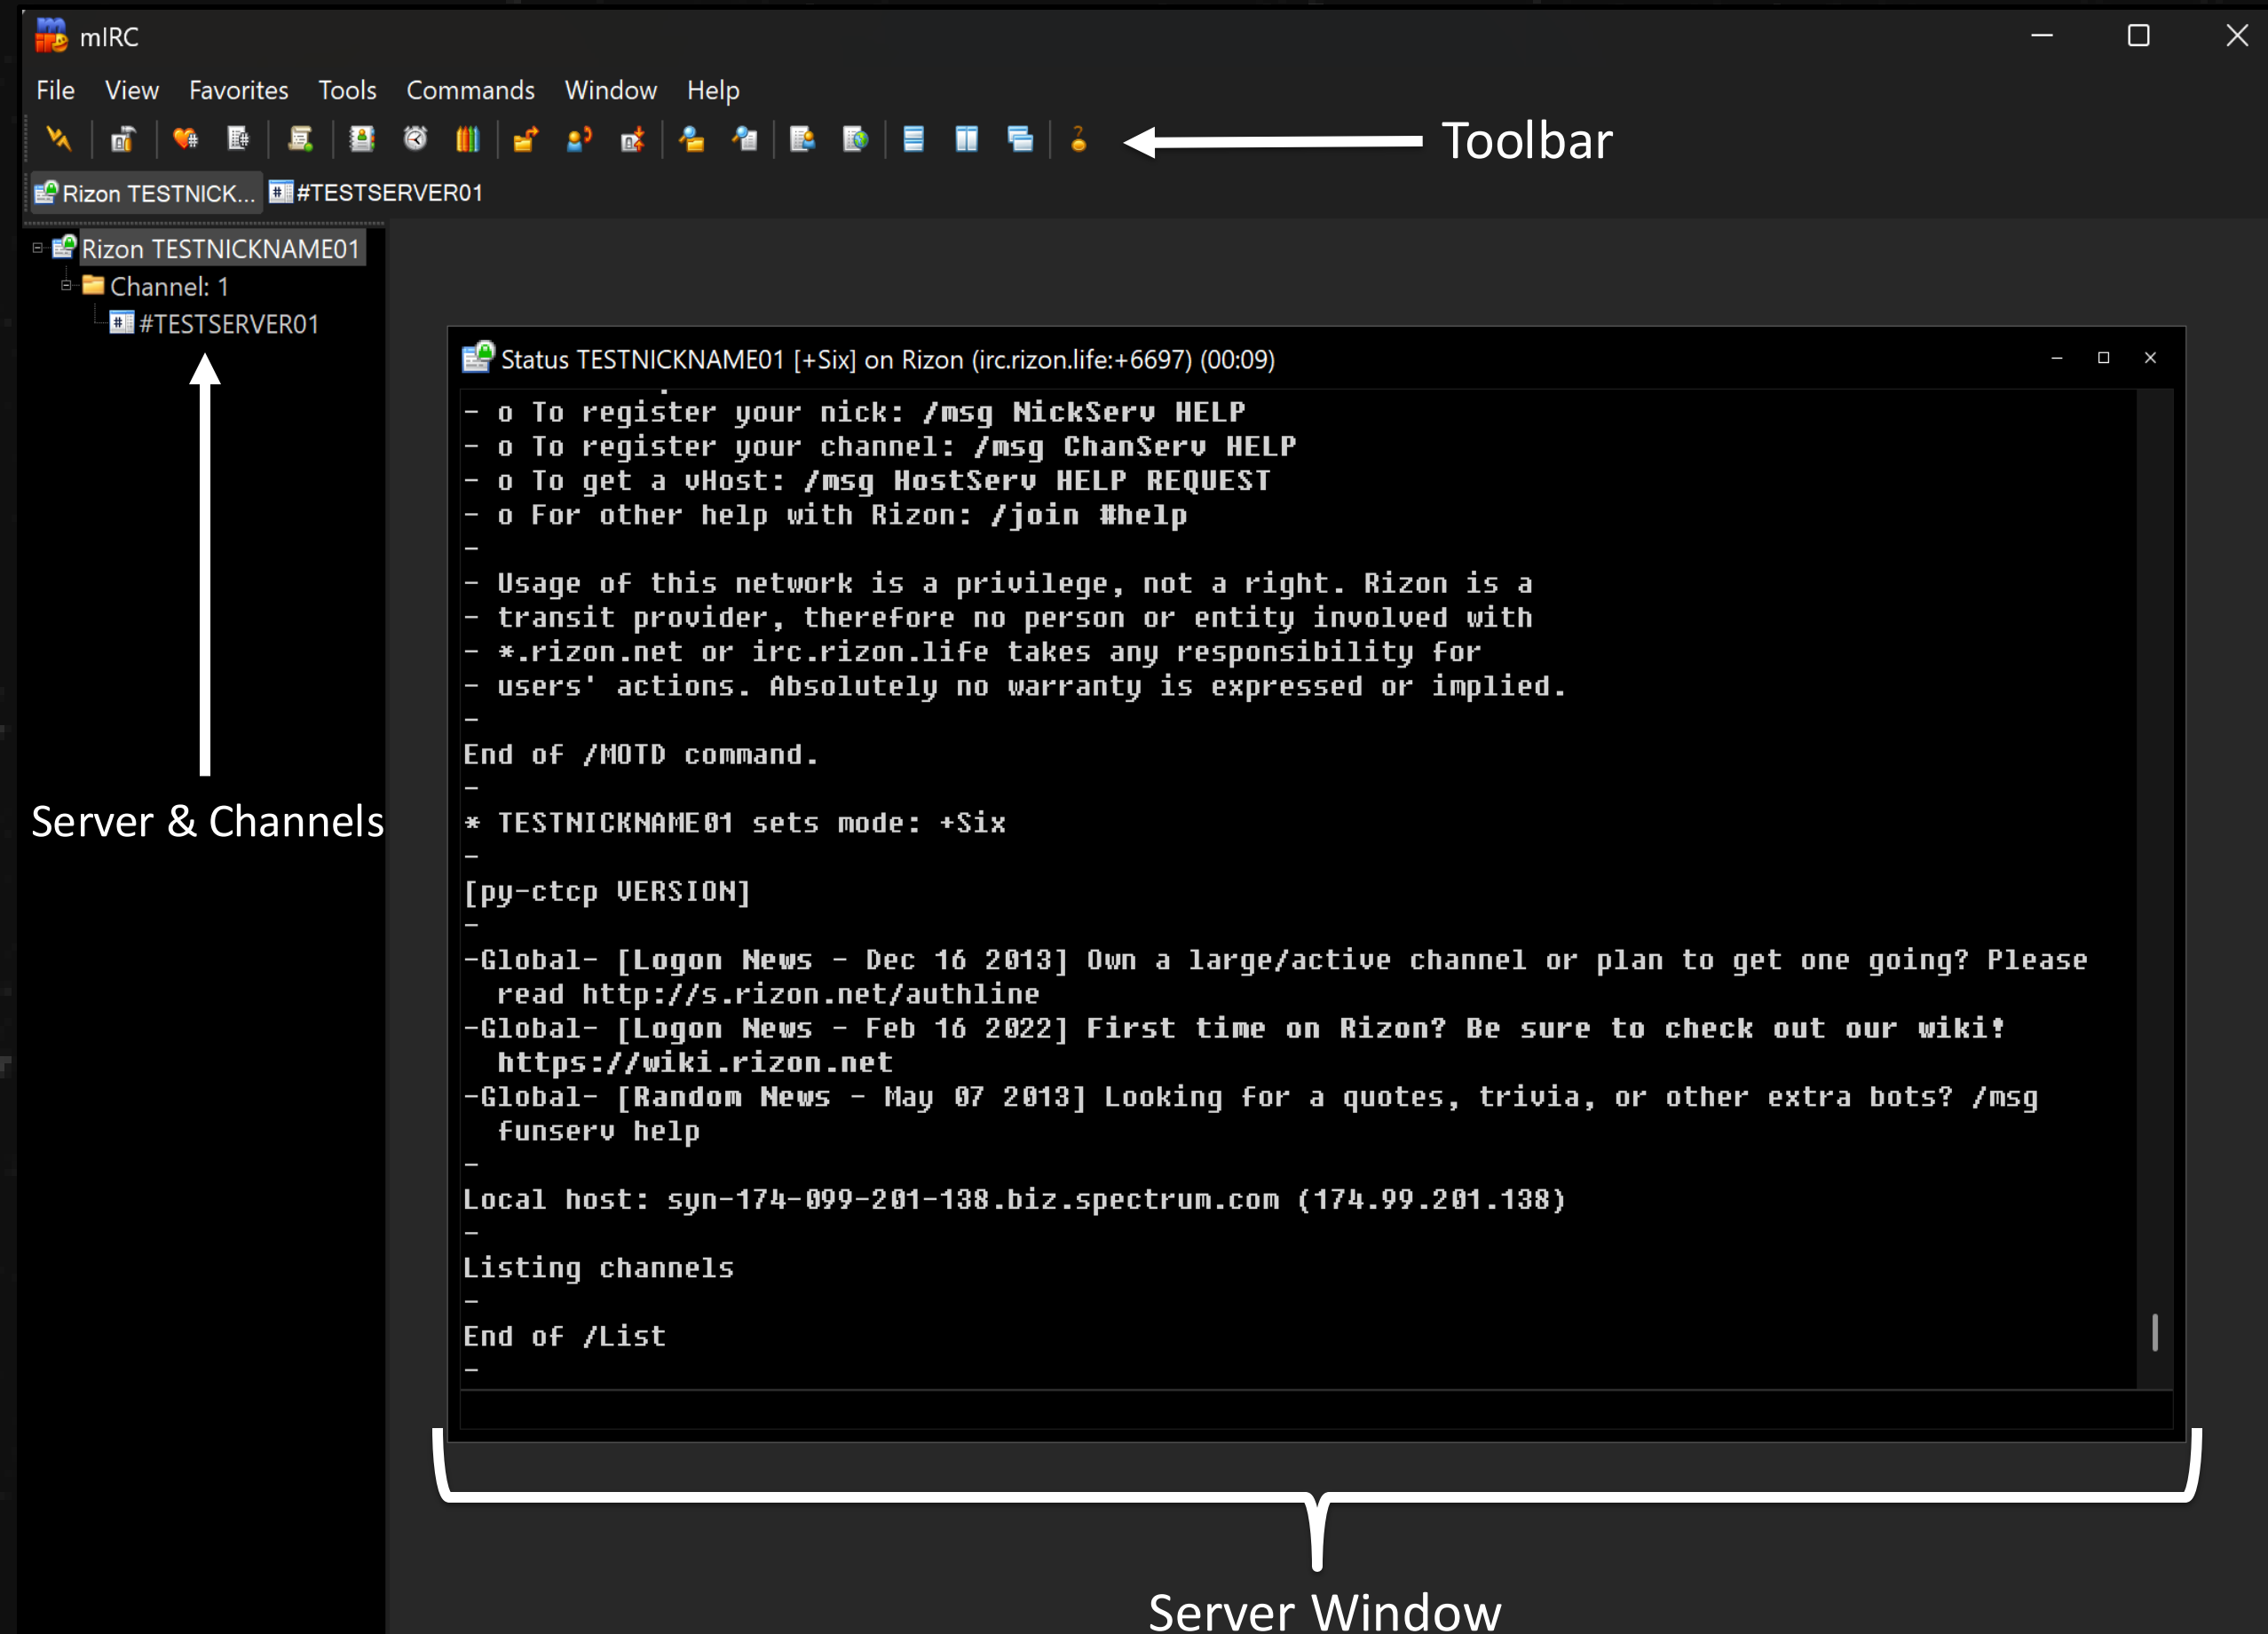 mIRC
File View Favorites Tools Commands Window Help
Toolbar
Rizon TESTNICK... #TESTSERVER01
Rizon TESTNICKNAME01
Channel: 1
#TESTSERVER01
Server & Channels
Status TESTNICKNAME01 [+Six] on Rizon (irc.rizon.life:+6697) (00:09)
- o To register your nick: /msg NickServ HELP
- o To register your channel: /msg ChanServ HELP
- o To get a vHost: /msg HostServ HELP REQUEST
- o For other help with Rizon: /join #help
-
- Usage of this network is a privilege, not a right. Rizon is a
- transit provider, therefore no person or entity involved with
- *.rizon.net or irc.rizon.life takes any responsibility for
- users' actions. Absolutely no warranty is expressed or implied.
-
End of /MOTD command.
-
* TESTNICKNAME01 sets mode: +Six
-
[py-ctcp VERSION]
-
-Global- [Logon News - Dec 16 2013] Own a large/active channel or plan to get one going? Please
read http://s.rizon.net/authline
-Global- [Logon News - Feb 16 2022] First time on Rizon? Be sure to check out our wiki!
https://wiki.rizon.net
-Global- [Random News - May 07 2013] Looking for a quotes, trivia, or other extra bots? /msg
funserv help
-
Local host: syn-174-099-201-138.biz.spectrum.com (174.99.201.138)
-
Listing channels
-
End of /List
-
Server Window